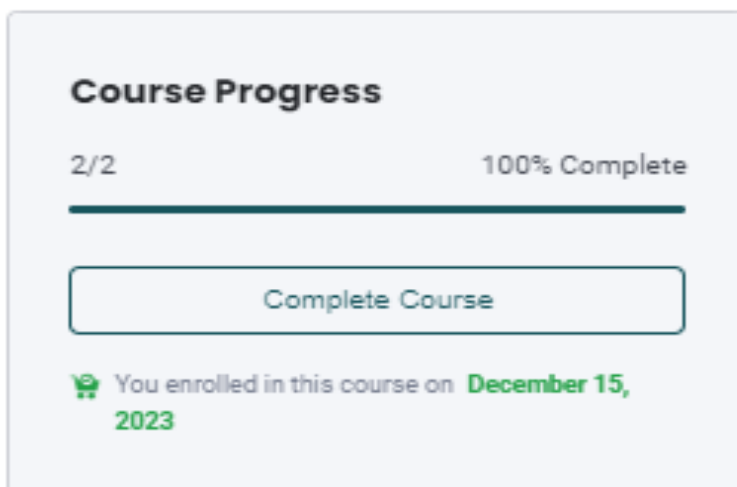 Course Progress
2/2 100% Complete
Complete Course
You enrolled in this course on December 15,
2023